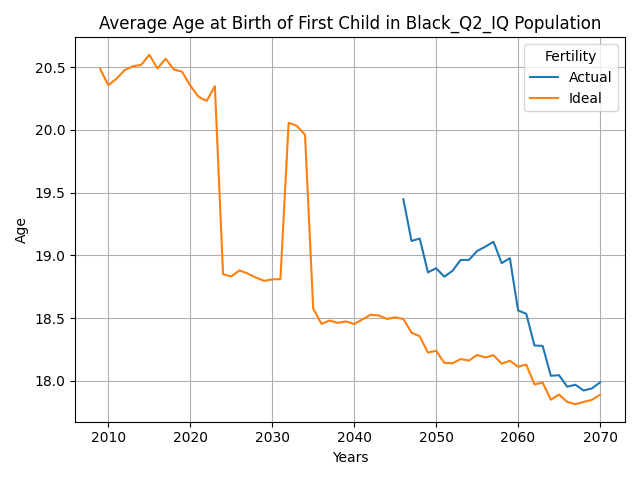 Average Age at Birth of First Child in Black_Q2_IQ Population
Fertility
Actual
Ideal
20.5
20.0
19.5
19.0
18.5
18.0
Age
2010 2020 2030 2040 2050 2060 2070
Years